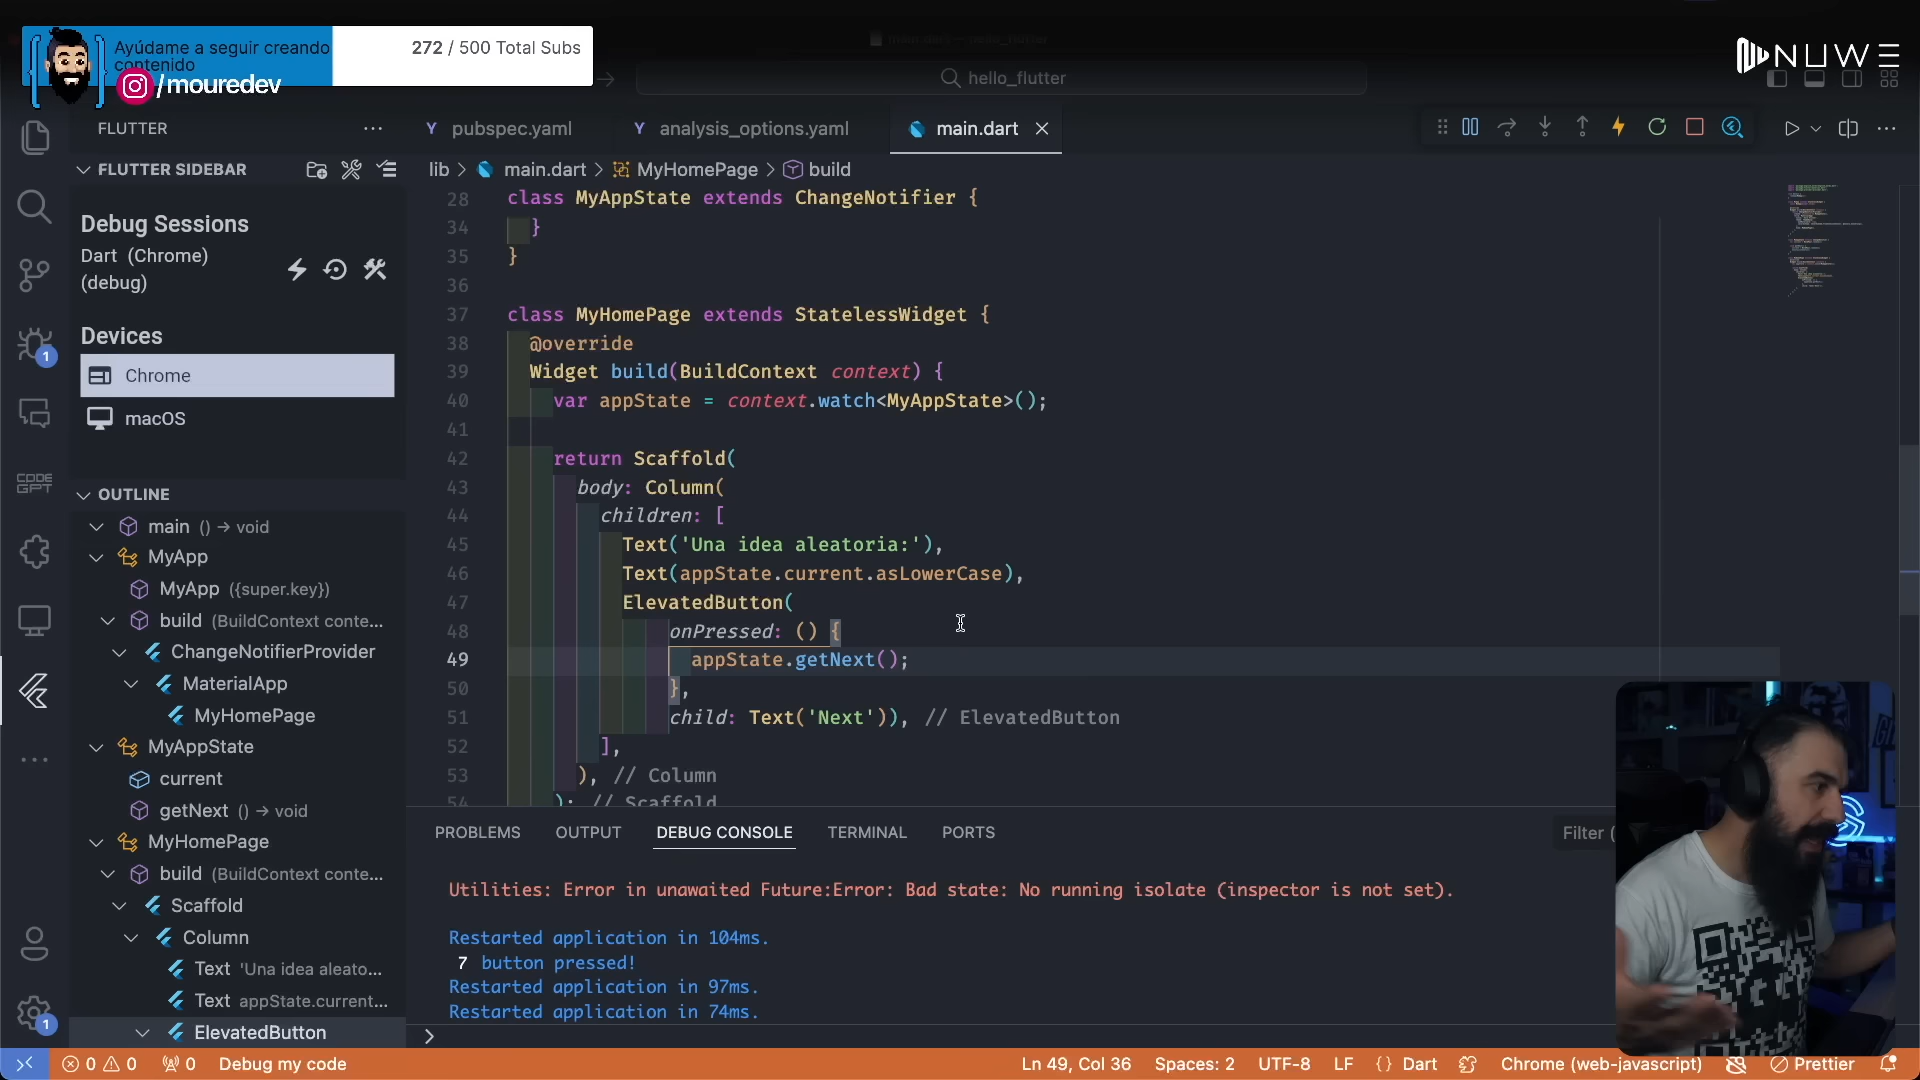 Ayúdame a seguir creando
contenido
272 / 500 Total Subs
/mouredev
hello_flutter
NUWE
FLUTTER
pubspec.yaml
analysis_options.yaml
main.dart
FLUTTER SIDEBAR
lib > main.dart > MyHomePage > build
Debug Sessions
Dart (Chrome)
(debug)
Devices
Chrome
macOS
CODE
GPT
1
OUTLINE
main () → void
MyApp
MyApp ({super.key})
build (BuildContext conte...
ChangeNotifierProvider
MaterialApp
MyHomePage
MyAppState
current
getNext () → void
MyHomePage
build (BuildContext conte...
Scaffold
Column
Text 'Una idea aleato...
Text appState.current...
ElevatedButton
1
28 class MyAppState extends ChangeNotifier {
34 }
35 }
36
37 class MyHomePage extends StatelessWidget {
38 @override
39 Widget build(BuildContext context) {
40 var appState = context.watch<MyAppState>();
41
42 return Scaffold(
43 body: Column(
44 children: [
45 Text('Una idea aleatoria:'),
46 Text(appState.current.asLowerCase),
47 ElevatedButton(
48 onPressed: () {
49 appState.getNext();
50 },
51 child: Text('Next')), // ElevatedButton
52 ],
53 ), // Column
54 ); // Scaffold
PROBLEMS OUTPUT DEBUG CONSOLE TERMINAL PORTS
Filter (
Utilities: Error in unawaited Future:Error: Bad state: No running isolate (inspector is not set).
Restarted application in 104ms.
7 button pressed!
Restarted application in 97ms.
Restarted application in 74ms.
>
0 0 0 Debug my code
Ln 49, Col 36 Spaces: 2 UTF-8 LF {} Dart Chrome (web-javascript) Prettier